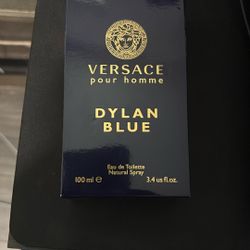 VERSACE
pour homme
DYLAN
BLUE
Eau de Toilette
Natural Spray
100 ml ℮
3.4 us fl.oz.